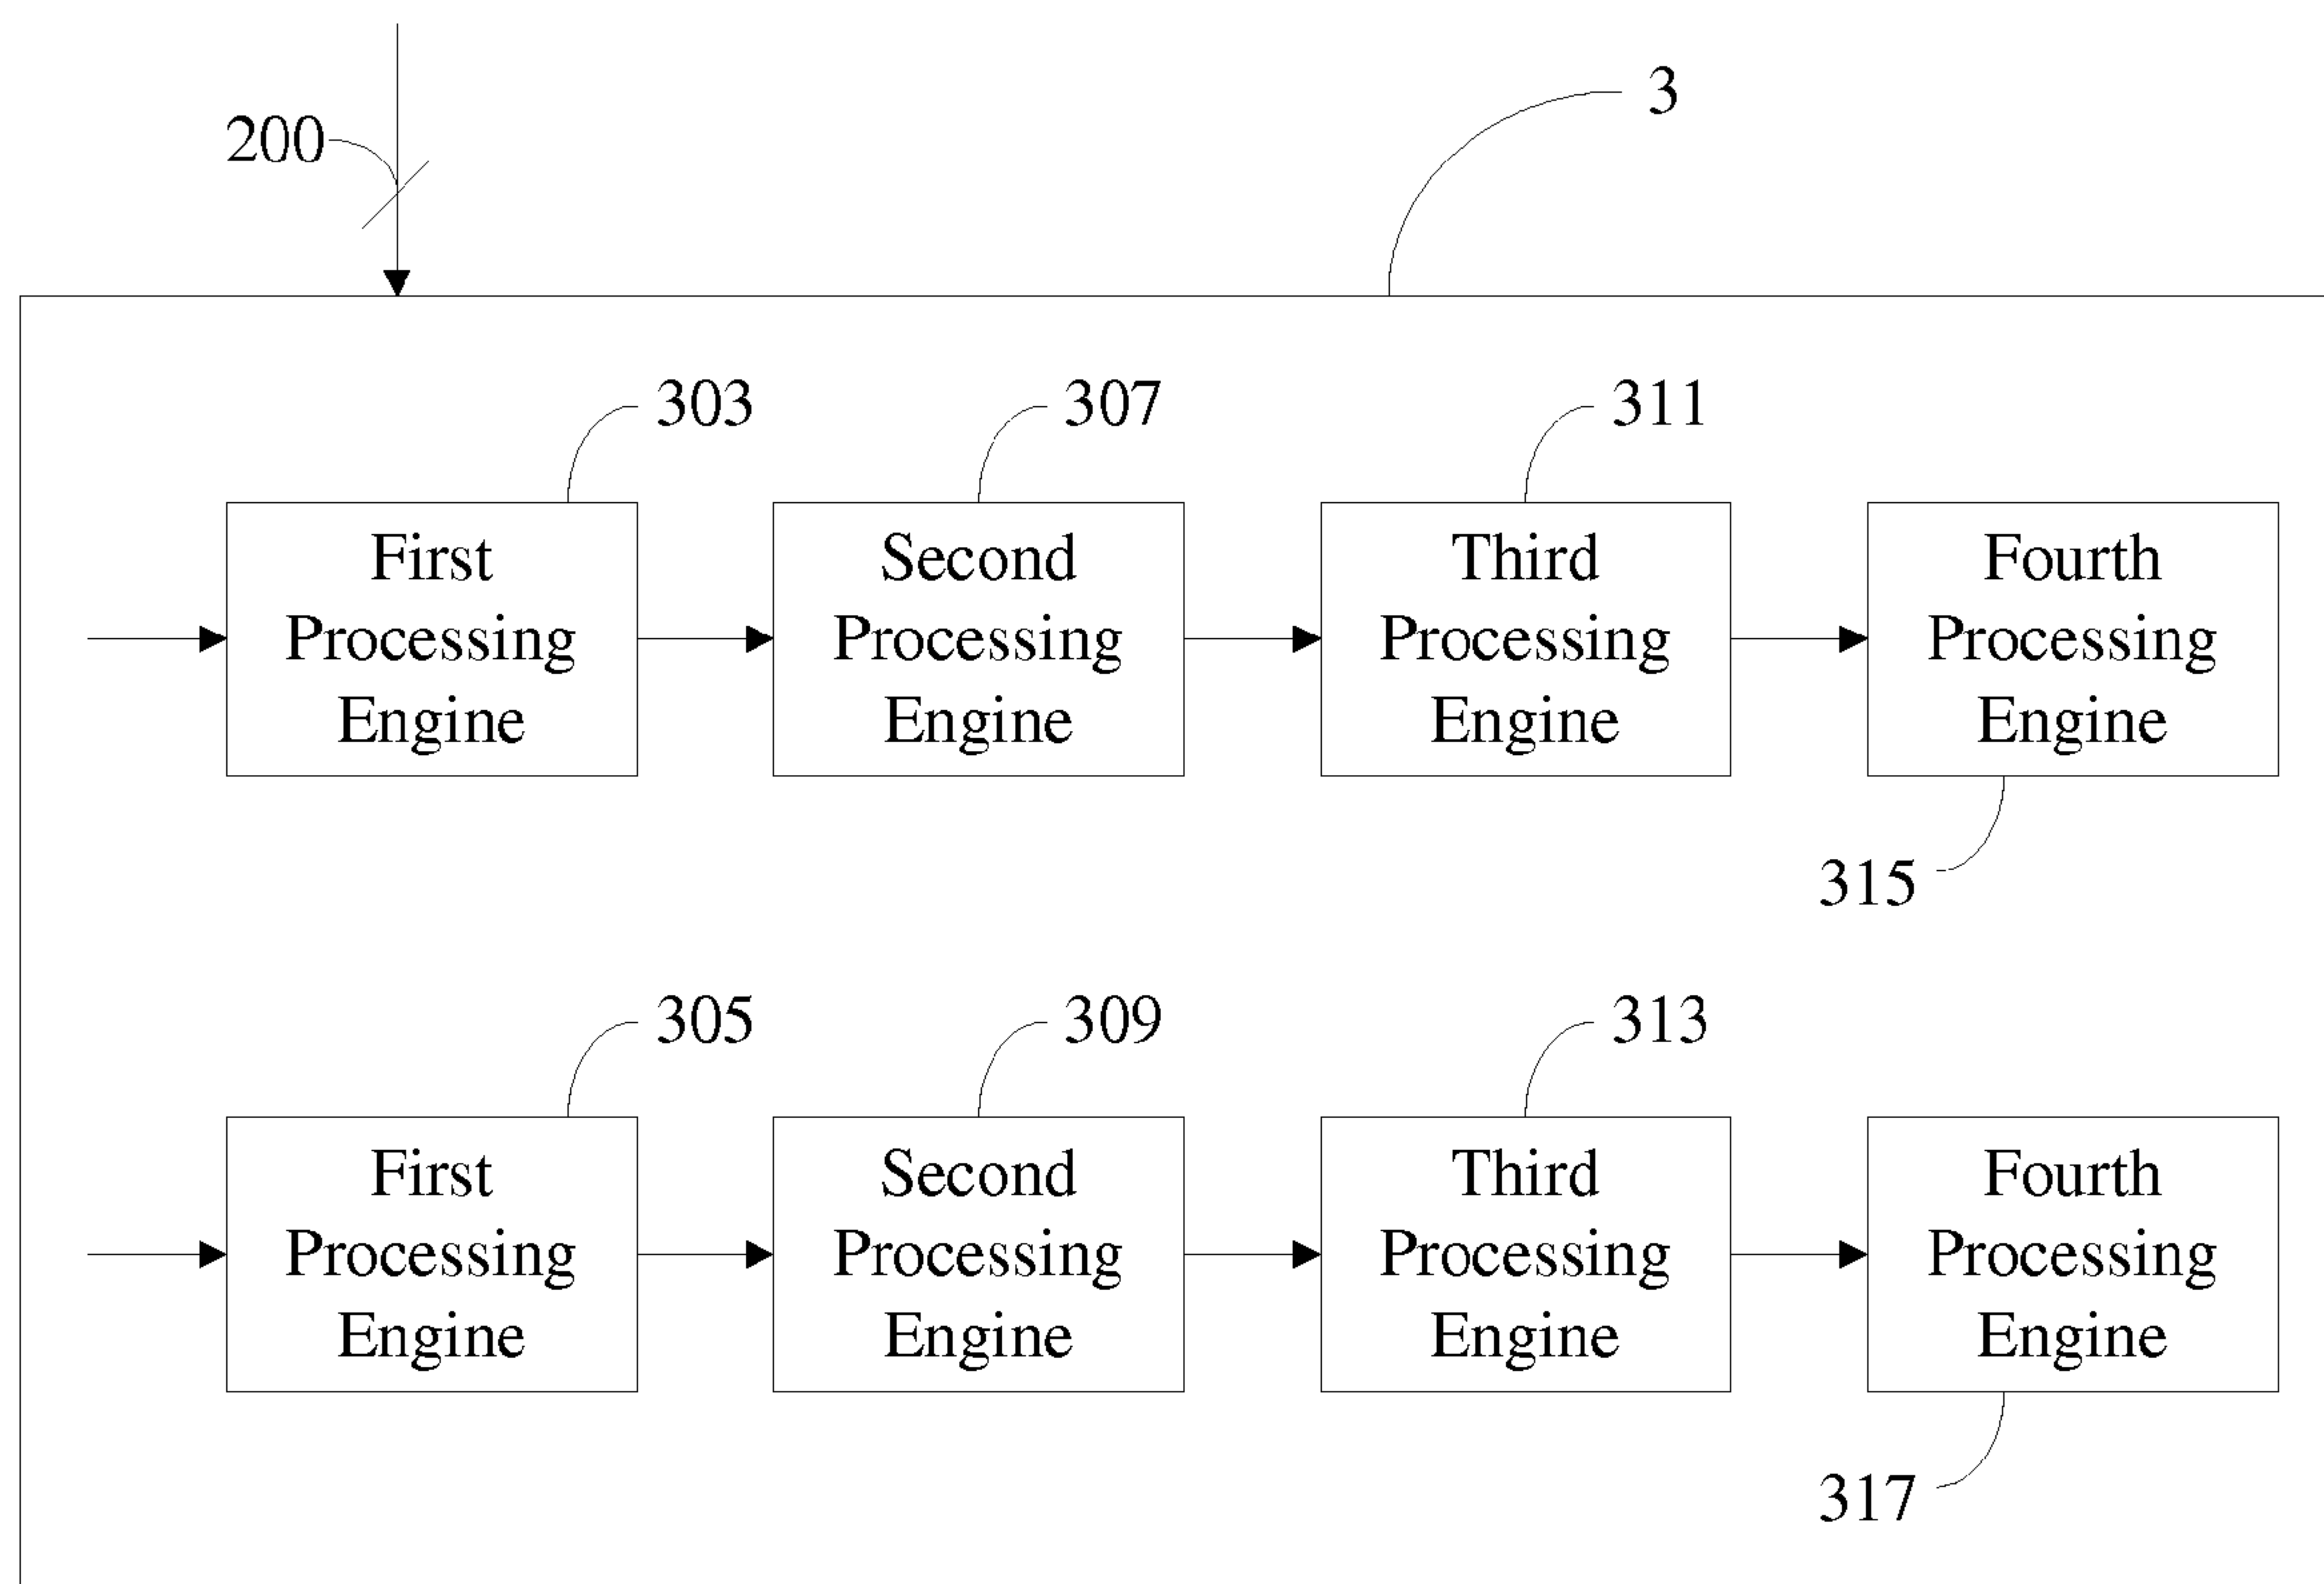 3
200
303
307
311
First
Processing
Engine
Second
Processing
Engine
Third
Processing
Engine
Fourth
Processing
Engine
315
305
309
313
First
Processing
Engine
Second
Processing
Engine
Third
Processing
Engine
Fourth
Processing
Engine
317